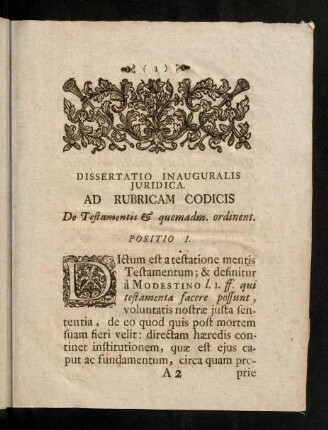 ( 3 )
DISSERTATIO INAUGURALIS
JURIDICA.
AD RUBRICAM CODICIS
De Testamentis & quemadm. ordinent.
POSITIO I.
DIctum est a testatione mentis
Testamentum; & definitur
à MODESTINO l. 1. ff. qui
testamenta facere possunt,
voluntatis nostræ justa sen-
tentia, de eo quod quis post mortem
suam fieri velit: directam hæredis con-
tinet institutionem, quæ est ejus ca-
put ac fundamentum, circa quam pro-
A 2 prie